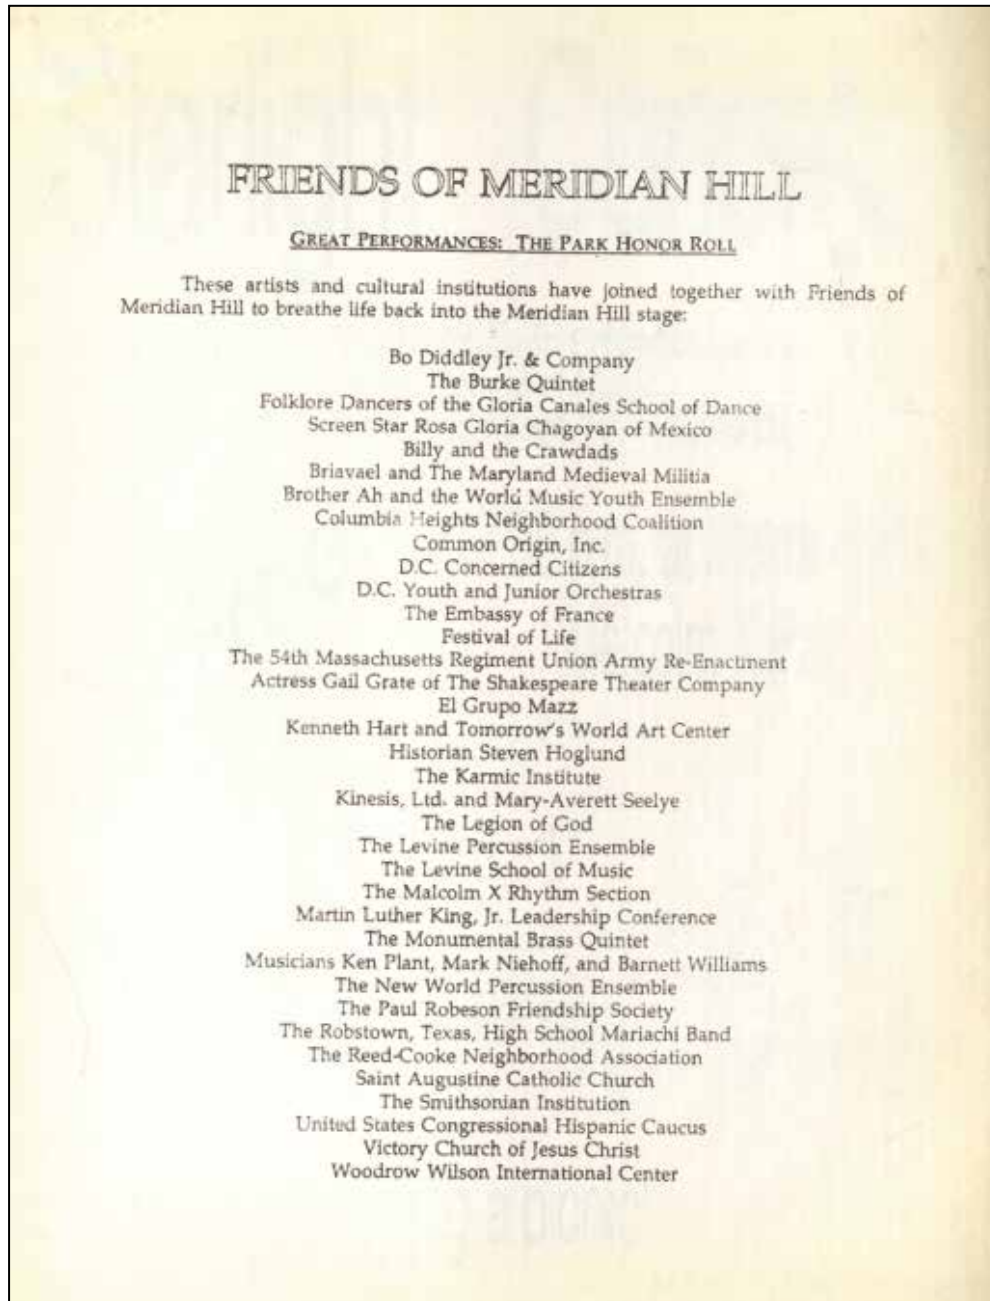 FRIENDS OF MERIDIAN HILL
GREAT PERFORMANCES: THE PARK HONOR ROLL
These artists and cultural institutions have joined together with Friends of
Meridian Hill to breathe life back into the Meridian Hill stage:
Bo Diddley Jr. & Company
The Burke Quintet
Folklore Dancers of the Gloria Canales School of Dance
Screen Star Rosa Gloria Chagoyan of Mexico
Billy and the Crawdads
Briavael and The Maryland Medieval Militia
Brother Ah and the World Music Youth Ensemble
Columbia Heights Neighborhood Coalition
Common Origin, Inc.
D.C. Concerned Citizens
D.C. Youth and Junior Orchestras
The Embassy of France
Festival of Life
The 54th Massachusetts Regiment Union Army Re-Enactment
Actress Gail Grate of The Shakespeare Theater Company
El Grupo Mazz
Kenneth Hart and Tomorrow's World Art Center
Historian Steven Hoglund
The Karmic Institute
Kinesis, Ltd. and Mary-Averett Seelye
The Legion of God
The Levine Percussion Ensemble
The Levine School of Music
The Malcolm X Rhythm Section
Martin Luther King, Jr. Leadership Conference
The Monumental Brass Quintet
Musicians Ken Plant, Mark Niehoff, and Barnett Williams
The New World Percussion Ensemble
The Paul Robeson Friendship Society
The Robstown, Texas, High School Mariachi Band
The Reed-Cooke Neighborhood Association
Saint Augustine Catholic Church
The Smithsonian Institution
United States Congressional Hispanic Caucus
Victory Church of Jesus Christ
Woodrow Wilson International Center